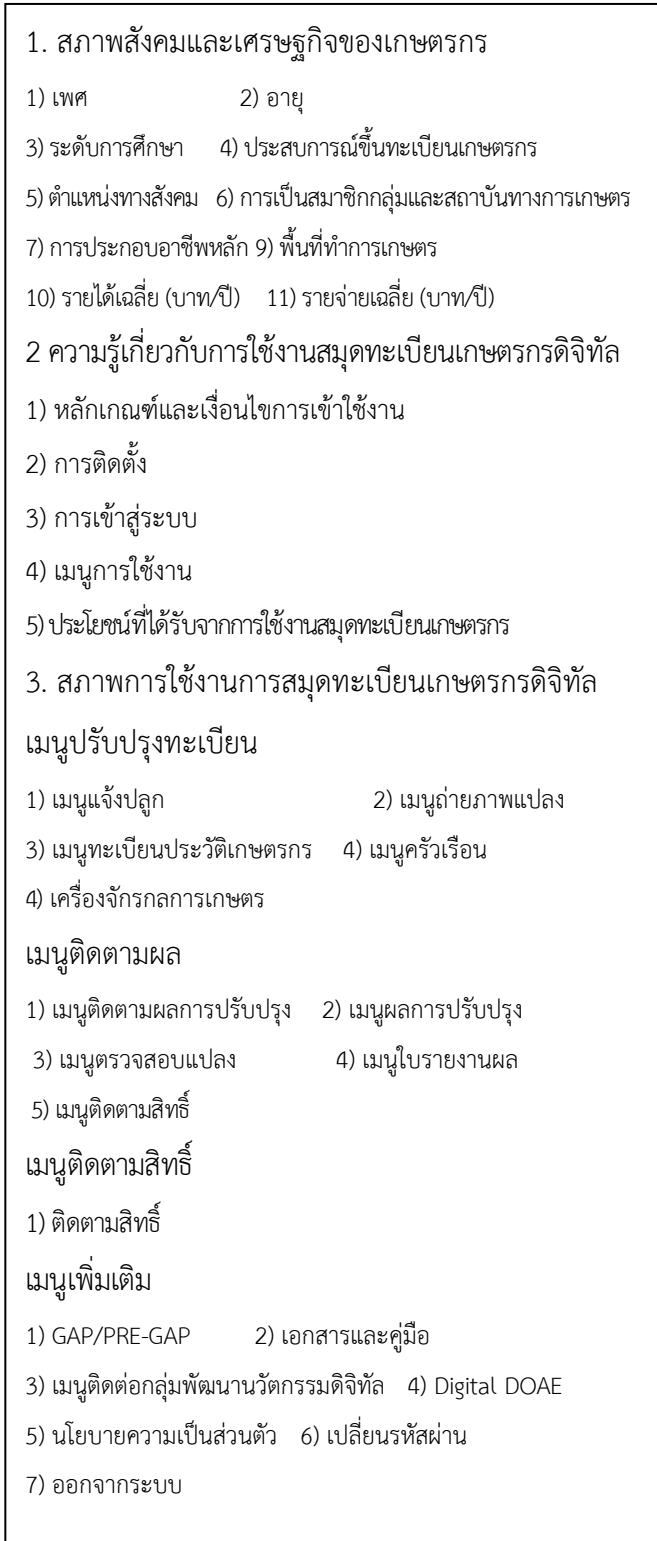 1. สภาพสังคมและเศรษฐกิจของเกษตรกร
1) เพศ 2) อายุ
3) ระดับการศึกษา 4) ประสบการณ์ขึ้นทะเบียนเกษตรกร
5) ตำแหน่งทางสังคม 6) การเป็นสมาชิกกลุ่มและสถาบันทางการเกษตร
7) การประกอบอาชีพหลัก 9) พื้นที่ทำการเกษตร
10) รายได้เฉลี่ย (บาท/ปี) 11) รายจ่ายเฉลี่ย (บาท/ปี)
2 ความรู้เกี่ยวกับการใช้งานสมุดทะเบียนเกษตรกรดิจิทัล
1) หลักเกณฑ์และเงื่อนไขการเข้าใช้งาน
2) การติดตั้ง
3) การเข้าสู่ระบบ
4) เมนูการใช้งาน
5) ประโยชน์ที่ได้รับจากการใช้งานสมุดทะเบียนเกษตรกร
3. สภาพการใช้งานการสมุดทะเบียนเกษตรกรดิจิทัล
เมนูปรับปรุงทะเบียน
1) เมนูแจ้งปลูก 2) เมนูถ่ายภาพแปลง
3) เมนูทะเบียนประวัติเกษตรกร 4) เมนูครัวเรือน
4) เครื่องจักรกลการเกษตร
เมนูติดตามผล
1) เมนูติดตามผลการปรับปรุง 2) เมนูผลการปรับปรุง
3) เมนูตรวจสอบแปลง 4) เมนูใบรายงานผล
5) เมนูติดตามสิทธิ์
เมนูติดตามสิทธิ์
1) ติดตามสิทธิ์
เมนูเพิ่มเติม
1) GAP/PRE-GAP 2) เอกสารและคู่มือ
3) เมนูติดต่อกลุ่มพัฒนานวัตกรรมดิจิทัล 4) Digital DOAE
5) นโยบายความเป็นส่วนตัว 6) เปลี่ยนรหัสผ่าน
7) ออกจากระบบ